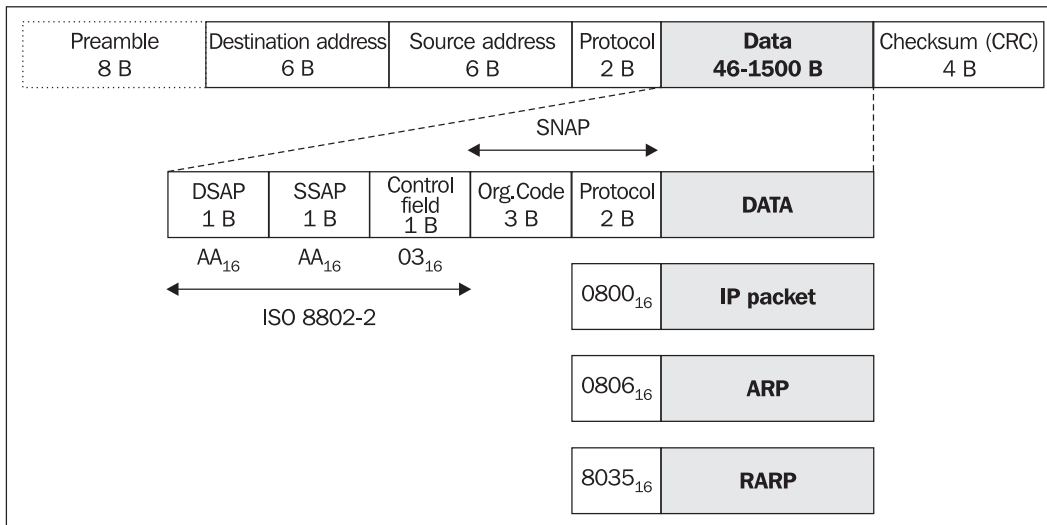 Preamble
8 B
Destination address
6 B
Source address
6 B
Protocol
2 B
Data
46-1500 B
Checksum (CRC)
4 B
SNAP
DSAP
1 B
SSAP
1 B
Control
field
1 B
Org.Code
3 B
Protocol
2 B
DATA
AA16
AA16
0316
ISO 8802-2
080016
IP packet
080616
ARP
803516
RARP